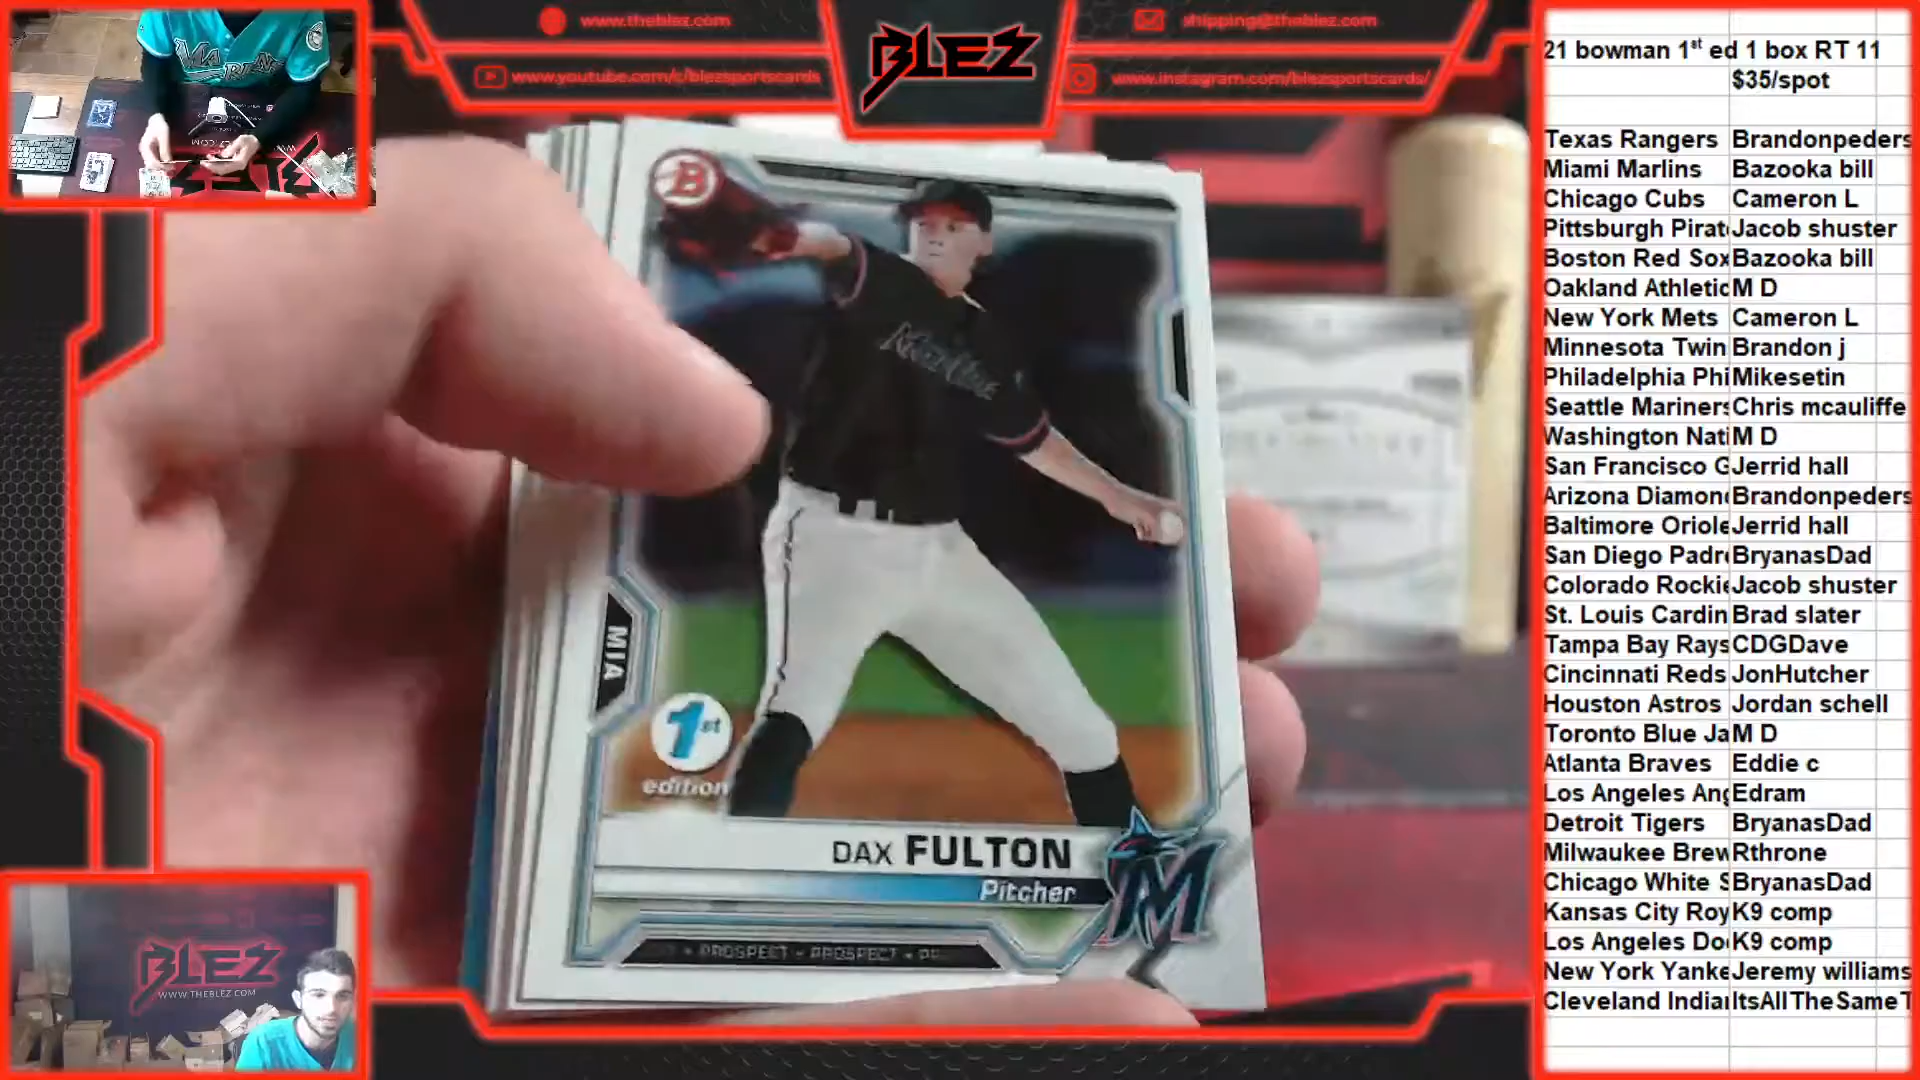 www.theblez.com
shipping@theblez.com
www.youtube.com/c/blezsportscards
www.instagram.com/blezsportscards/
BLEZ
21 bowman 1st ed 1 box RT 11
$35/spot
Texas Rangers Brandonpeders
Miami Marlins Bazooka bill
Chicago Cubs Cameron L
Pittsburgh Pirat Jacob shuster
Boston Red Sox Bazooka bill
Oakland Athletic M D
New York Mets Cameron L
Minnesota Twin Brandon j
Philadelphia Phi Mikesetin
Seattle Mariners Chris mcauliffe
Washington Nati M D
San Francisco G Jerrid hall
Arizona Diamond Brandonpeders
Baltimore Oriole Jerrid hall
San Diego Padre BryanasDad
Colorado Rockie Jacob shuster
St. Louis Cardin Brad slater
Tampa Bay Rays CDGDave
Cincinnati Reds JonHutcher
Houston Astros Jordan schell
Toronto Blue Ja M D
Atlanta Braves Eddie c
Los Angeles Ang Edram
Detroit Tigers BryanasDad
Milwaukee Brew Rthrone
Chicago White S BryanasDad
Kansas City Roy K9 comp
Los Angeles Do K9 comp
New York Yanke Jeremy williams
Cleveland Indian ItsAllTheSameT
B
MIA
1st
edition
DAX FULTON
Pitcher
M
PROSPECT - PROSPECT - PR
BLEZ
WWW.THEBLEZ.COM